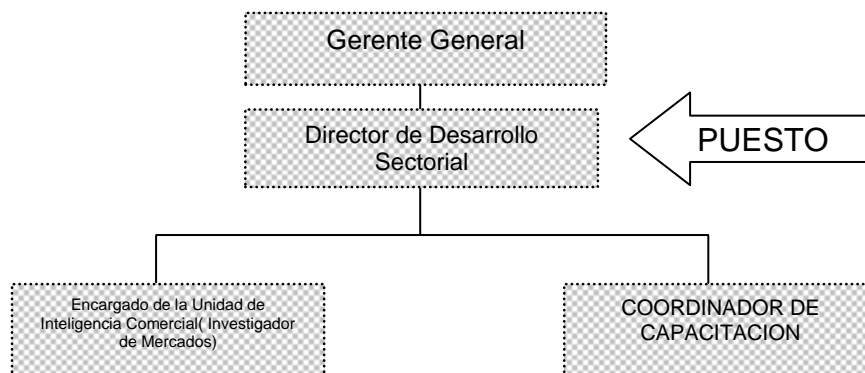 Gerente General
Director de Desarrollo
Sectorial
PUESTO
Encargado de la Unidad de
Inteligencia Comercial( Investigador
de Mercados)
COORDINADOR DE
CAPACITACION